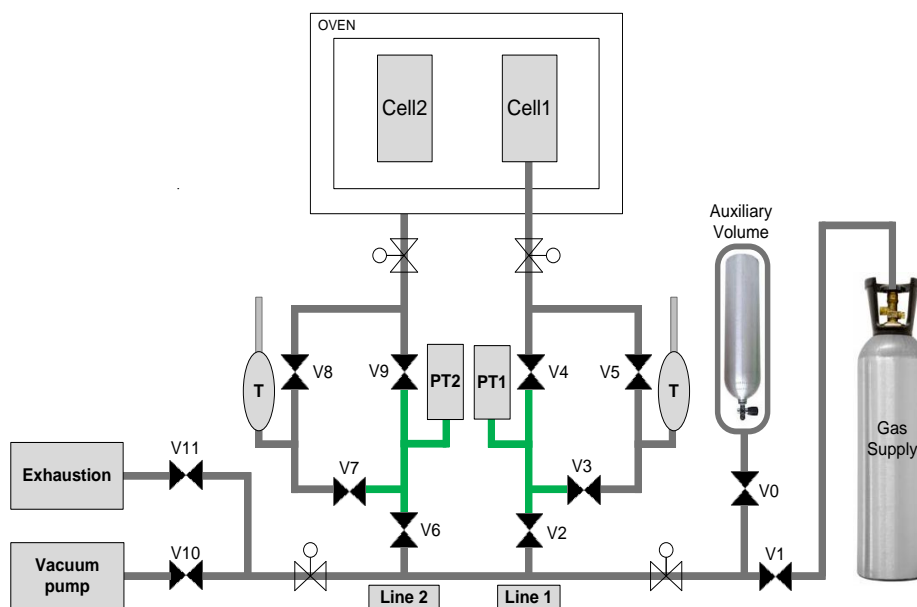 OVEN
Cell2
Cell1
Auxiliary
Volume
V8
V9
PT2
PT1
V4
V5
T
T
Gas
Supply
V11
Exhaustion
V7
V3
V0
V6
V2
V10
V1
Vacuum
pump
Line 2
Line 1